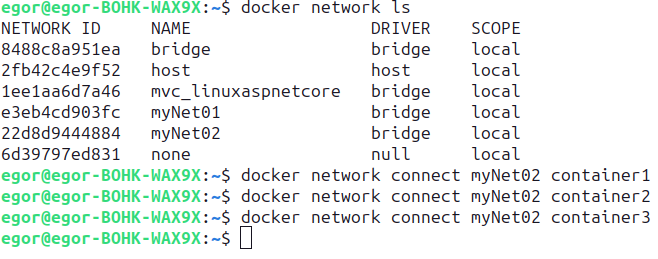 egor@egor-BOHK-WAX9X:~$ docker network ls
NETWORK ID     NAME                DRIVER    SCOPE
8488c8a951ea   bridge              bridge    local
2fb42c4e9f52   host                host      local
1ee1aa6d7a46   mvc_linuxaspnetcore   bridge    local
e3eb4cd903fc   myNet01             bridge    local
22d8d9444884   myNet02             bridge    local
6d39797ed831   none                null      local
egor@egor-BOHK-WAX9X:~$ docker network connect myNet02 container1
egor@egor-BOHK-WAX9X:~$ docker network connect myNet02 container2
egor@egor-BOHK-WAX9X:~$ docker network connect myNet02 container3
egor@egor-BOHK-WAX9X:~$